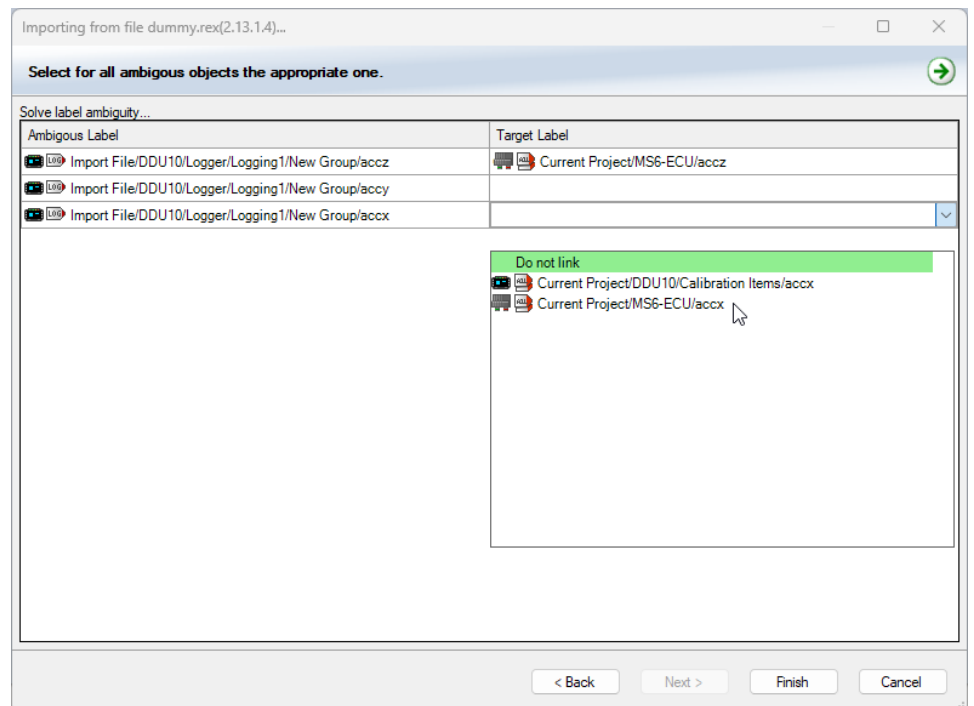 Importing from file dummy.rex(2.13.1.4)...
Select for all ambigous objects the appropriate one.
Solve label ambiguity...
Ambigous Label Target Label
LOG Import File/DDU10/Logger/Logging1/New Group/accz Current Project/MS6-ECU/accz
LOG Import File/DDU10/Logger/Logging1/New Group/accy
LOG Import File/DDU10/Logger/Logging1/New Group/accx
Do not link
Current Project/DDU10/Calibration Items/accx
Current Project/MS6-ECU/accx
< Back Next > Finish Cancel